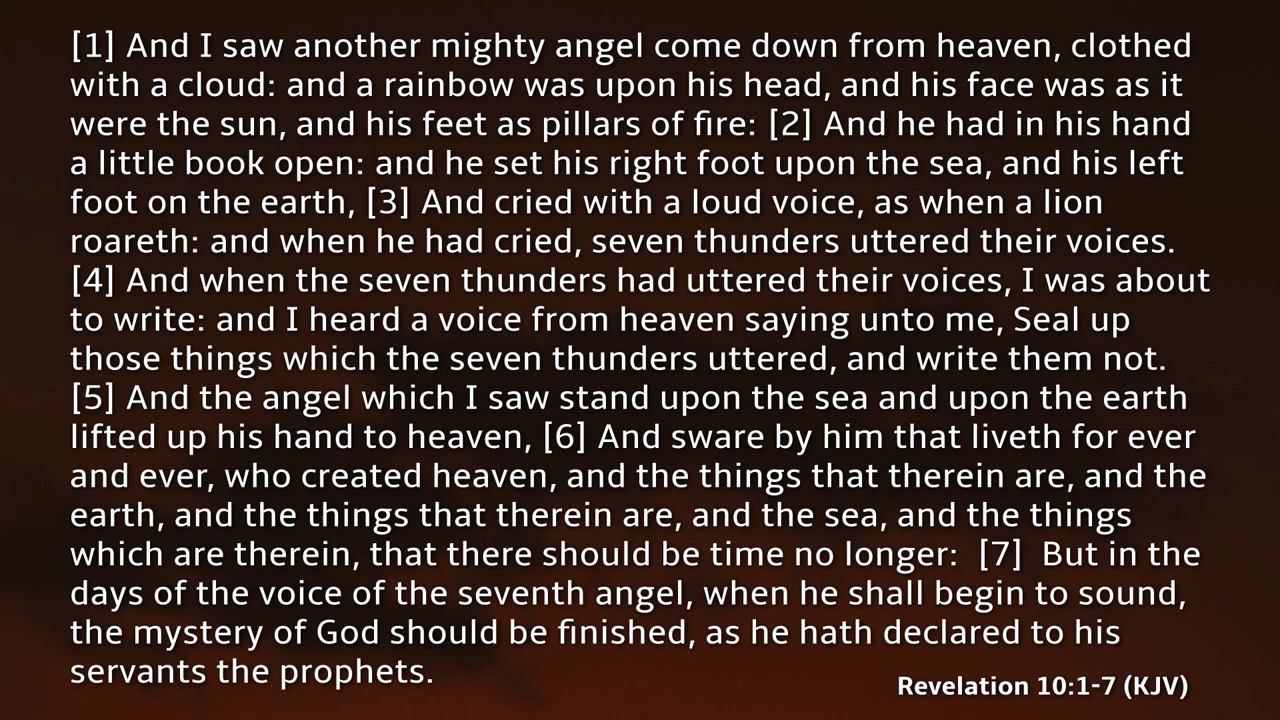 [1] And I saw another mighty angel come down from heaven, clothed
with a cloud: and a rainbow was upon his head, and his face was as it
were the sun, and his feet as pillars of fire: [2] And he had in his hand
a little book open: and he set his right foot upon the sea, and his left
foot on the earth, [3] And cried with a loud voice, as when a lion
roareth: and when he had cried, seven thunders uttered their voices.
[4] And when the seven thunders had uttered their voices, I was about
to write: and I heard a voice from heaven saying unto me, Seal up
those things which the seven thunders uttered, and write them not.
[5] And the angel which I saw stand upon the sea and upon the earth
lifted up his hand to heaven, [6] And sware by him that liveth for ever
and ever, who created heaven, and the things that therein are, and the
earth, and the things that therein are, and the sea, and the things
which are therein, that there should be time no longer: [7] But in the
days of the voice of the seventh angel, when he shall begin to sound,
the mystery of God should be finished, as he hath declared to his
servants the prophets.
Revelation 10:1-7 (KJV)